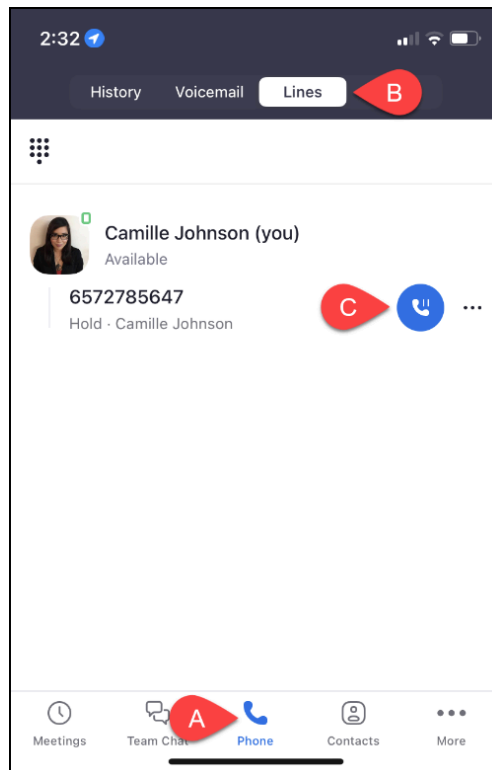 2:32
History Voicemail Lines B
Camille Johnson (you)
Available
6572785647
Hold · Camille Johnson
C
A
Meetings Team Chat Phone Contacts More